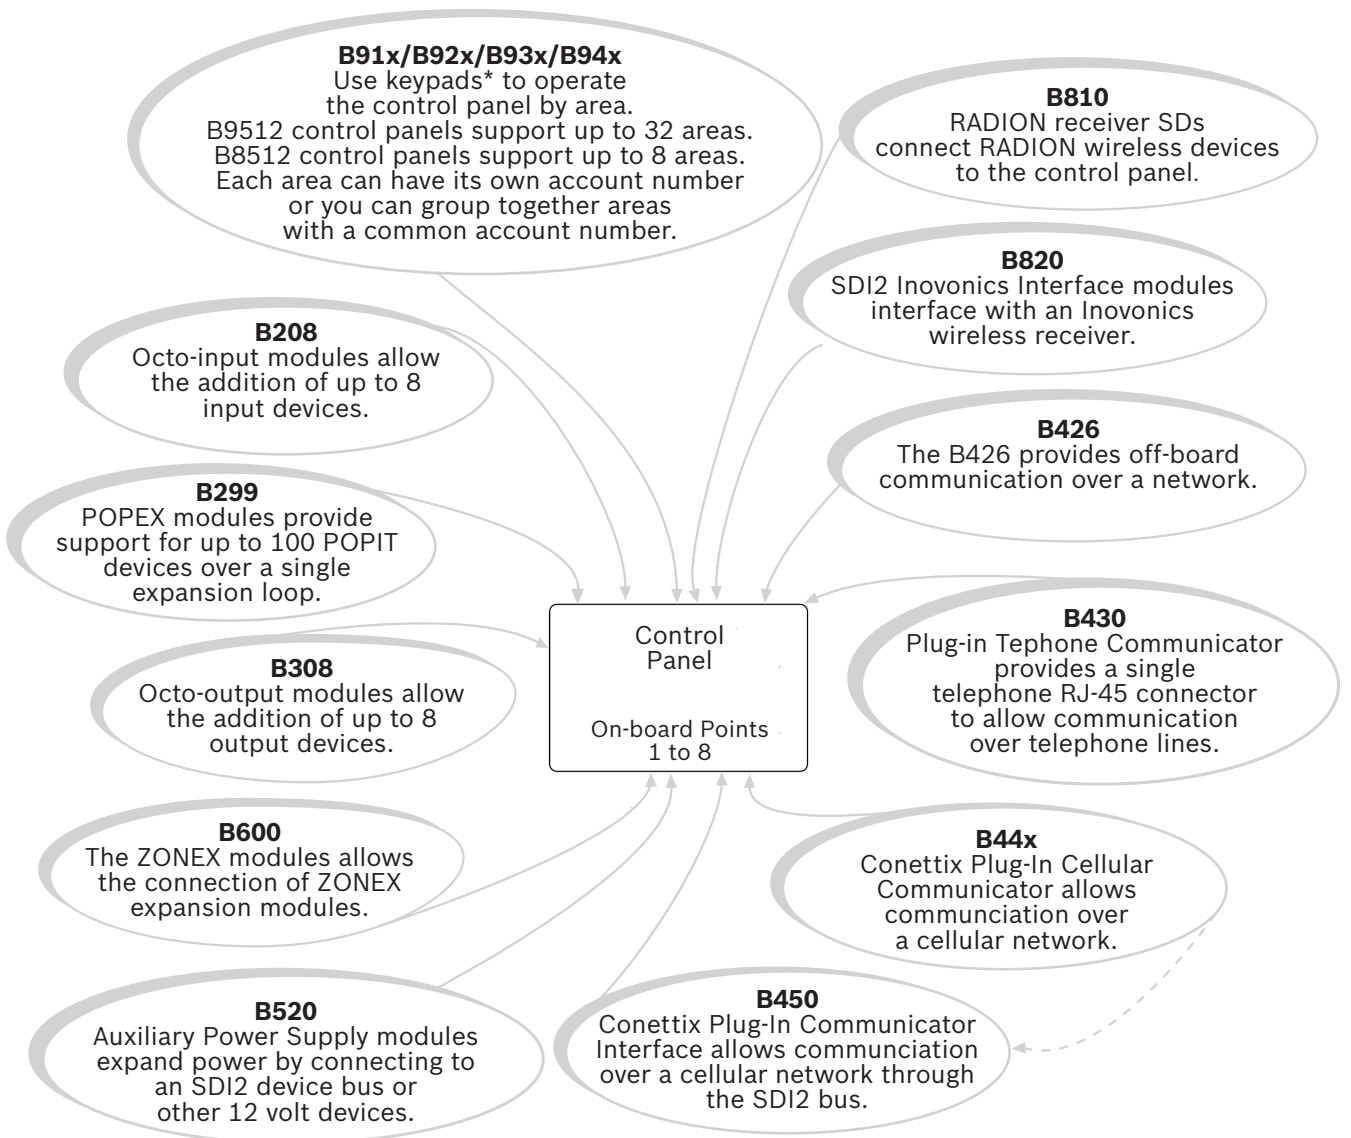 B91x/B92x/B93x/B94x
Use keypads* to operate
the control panel by area.
B9512 control panels support up to 32 areas.
B8512 control panels support up to 8 areas.
Each area can have its own account number
or you can group together areas
with a common account number.
B810
RADION receiver SDs
connect RADION wireless devices
to the control panel.
B820
SDI2 Inovonics Interface modules
interface with an Inovonics
wireless receiver.
B208
Octo-input modules allow
the addition of up to 8
input devices.
B426
The B426 provides off-board
communication over a network.
B299
POPEX modules provide
support for up to 100 POPIT
devices over a single
expansion loop.
Control
Panel
On-board Points
1 to 8
B430
Plug-in Tephone Communicator
provides a single
telephone RJ-45 connector
to allow communication
over telephone lines.
B308
Octo-output modules allow
the addition of up to 8
output devices.
B600
The ZONEX modules allows
the connection of ZONEX
expansion modules.
B44x
Conettix Plug-In Cellular
Communicator allows
communciation over
a cellular network.
B520
Auxiliary Power Supply modules
expand power by connecting to
an SDI2 device bus or
other 12 volt devices.
B450
Conettix Plug-In Communicator
Interface allows communciation
over a cellular network through
the SDI2 bus.